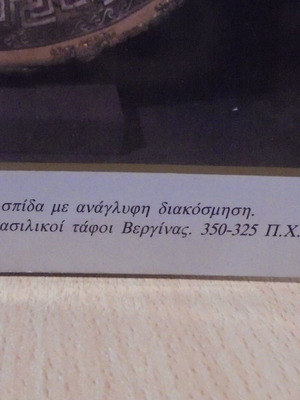 σπίδα με ανάγλυφη διακόσμηση.
ασιλικοί τάφοι Βεργίνας. 350-325 Π.Χ.